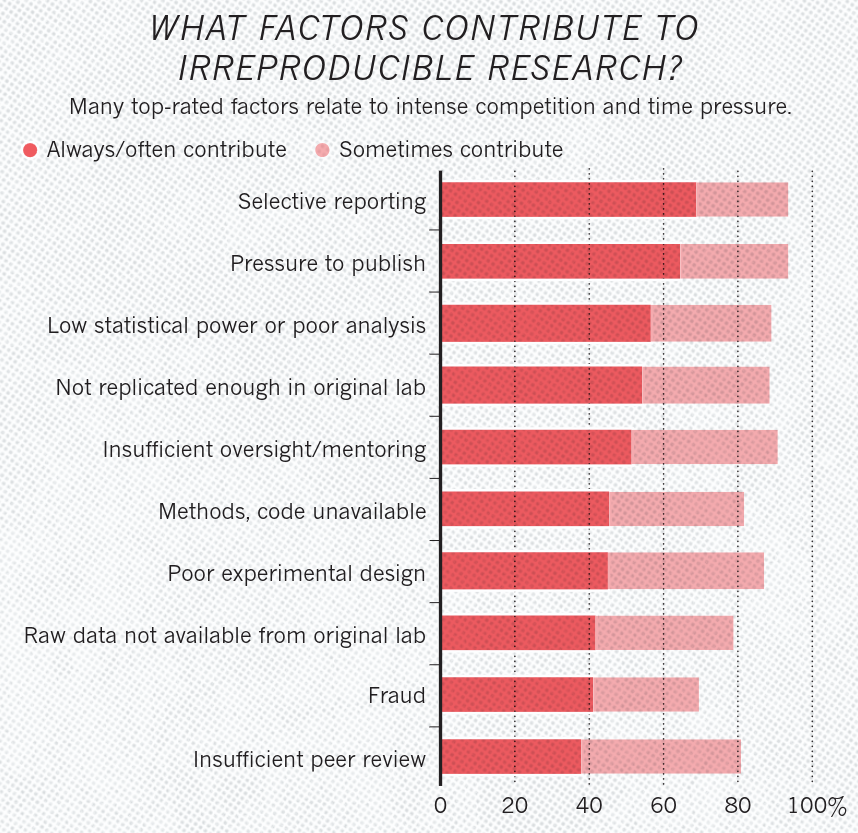 WHAT FACTORS CONTRIBUTE TO
IRREPRODUCIBLE RESEARCH?
Many top-rated factors relate to intense competition and time pressure.
Always/often contribute Sometimes contribute
Selective reporting
Pressure to publish
Low statistical power or poor analysis
Not replicated enough in original lab
Insufficient oversight/mentoring
Methods, code unavailable
Poor experimental design
Raw data not available from original lab
Fraud
Insufficient peer review
0 20 40 60 80 100%